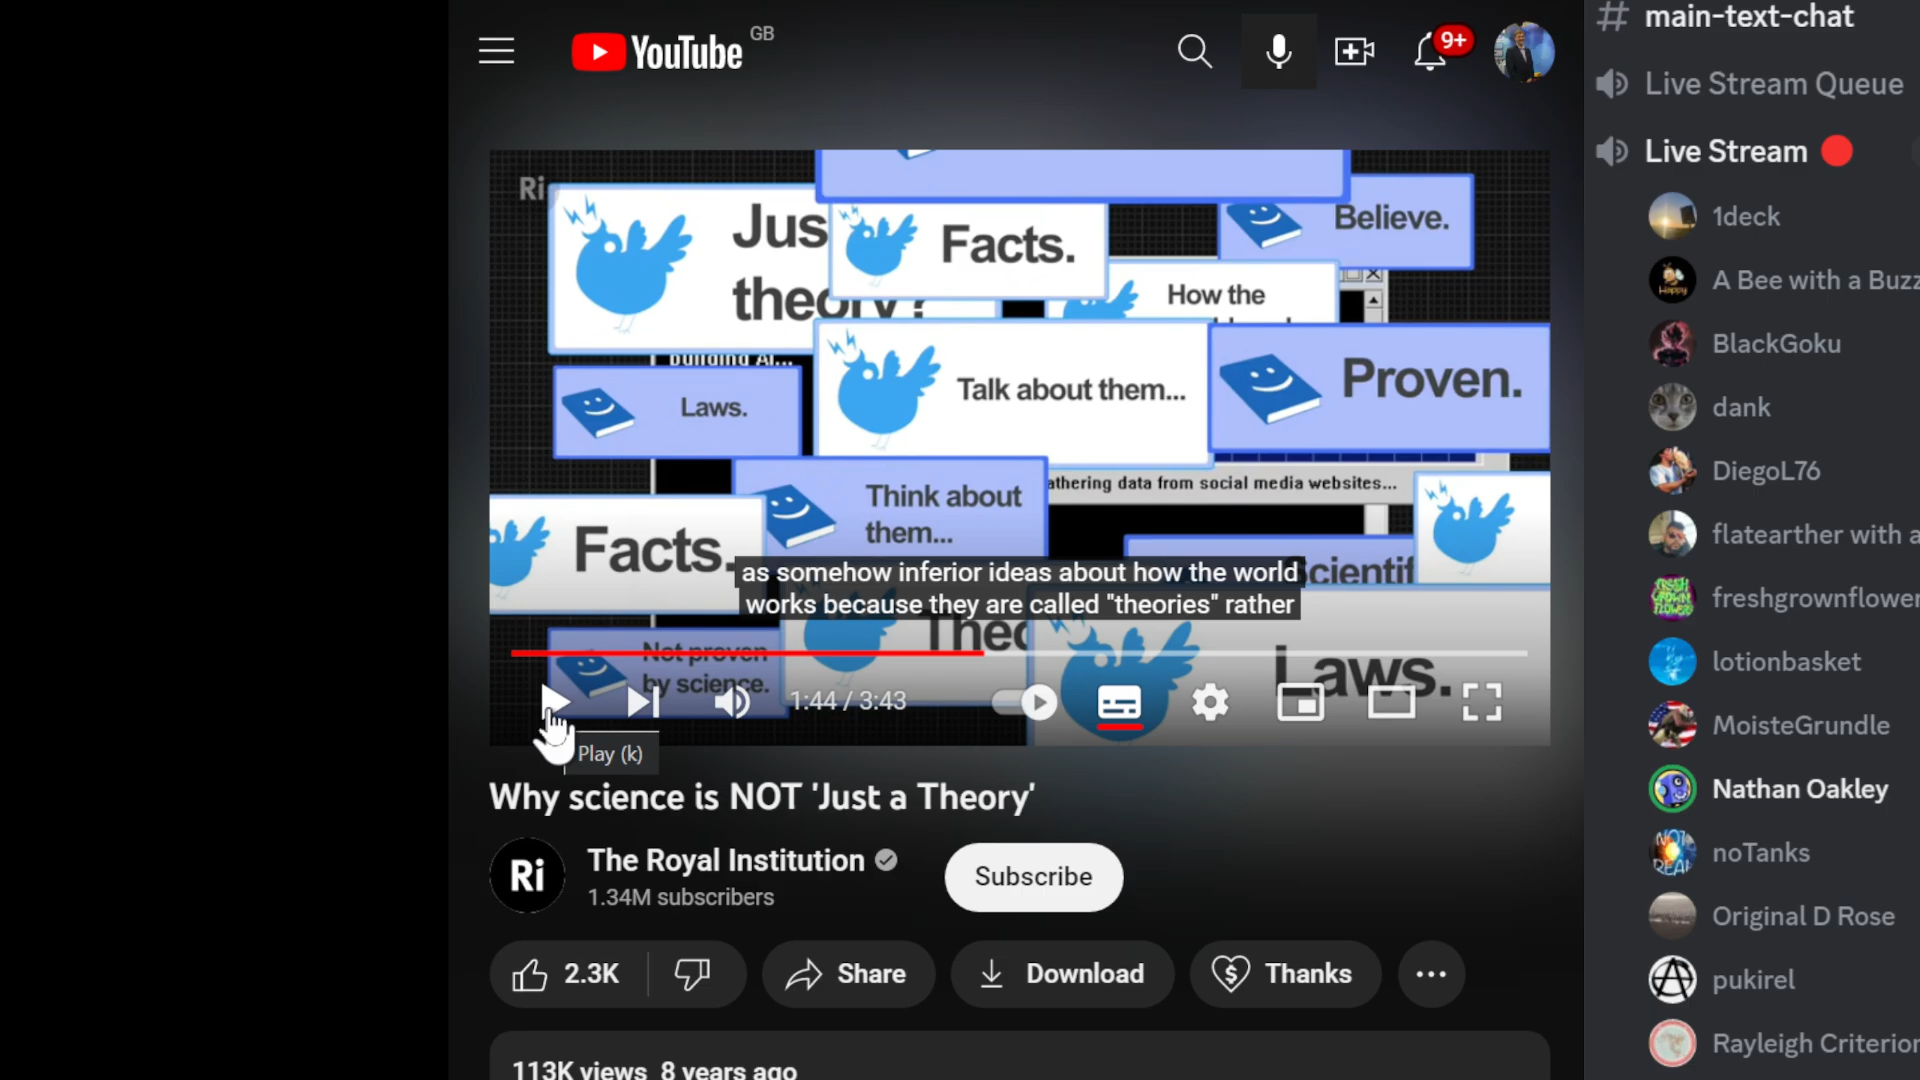 YouTube GB
9+
Ri
Jus
theory?
Facts.
Believe.
How the
building AI...
Laws.
Talk about them...
Proven.
Think about
them...
athering data from social media websites...
Facts.
Scientif
as somehow inferior ideas about how the world
works because they are called "theories" rather
Theo
Not proven
by science.
Laws.
1:44 / 3:43
Play (k)
Why science is NOT 'Just a Theory'
Ri
The Royal Institution
1.34M subscribers
Subscribe
2.3K
Share
Download
Thanks
113K views 8 years ago
# main-text-chat
Live Stream Queue
Live Stream
1deck
A Bee with a Buzz
BlackGoku
dank
DiegoL76
flatearther with a
freshgrownflower
lotionbasket
MoisteGrundle
Nathan Oakley
noTanks
Original D Rose
pukirel
Rayleigh Criterion